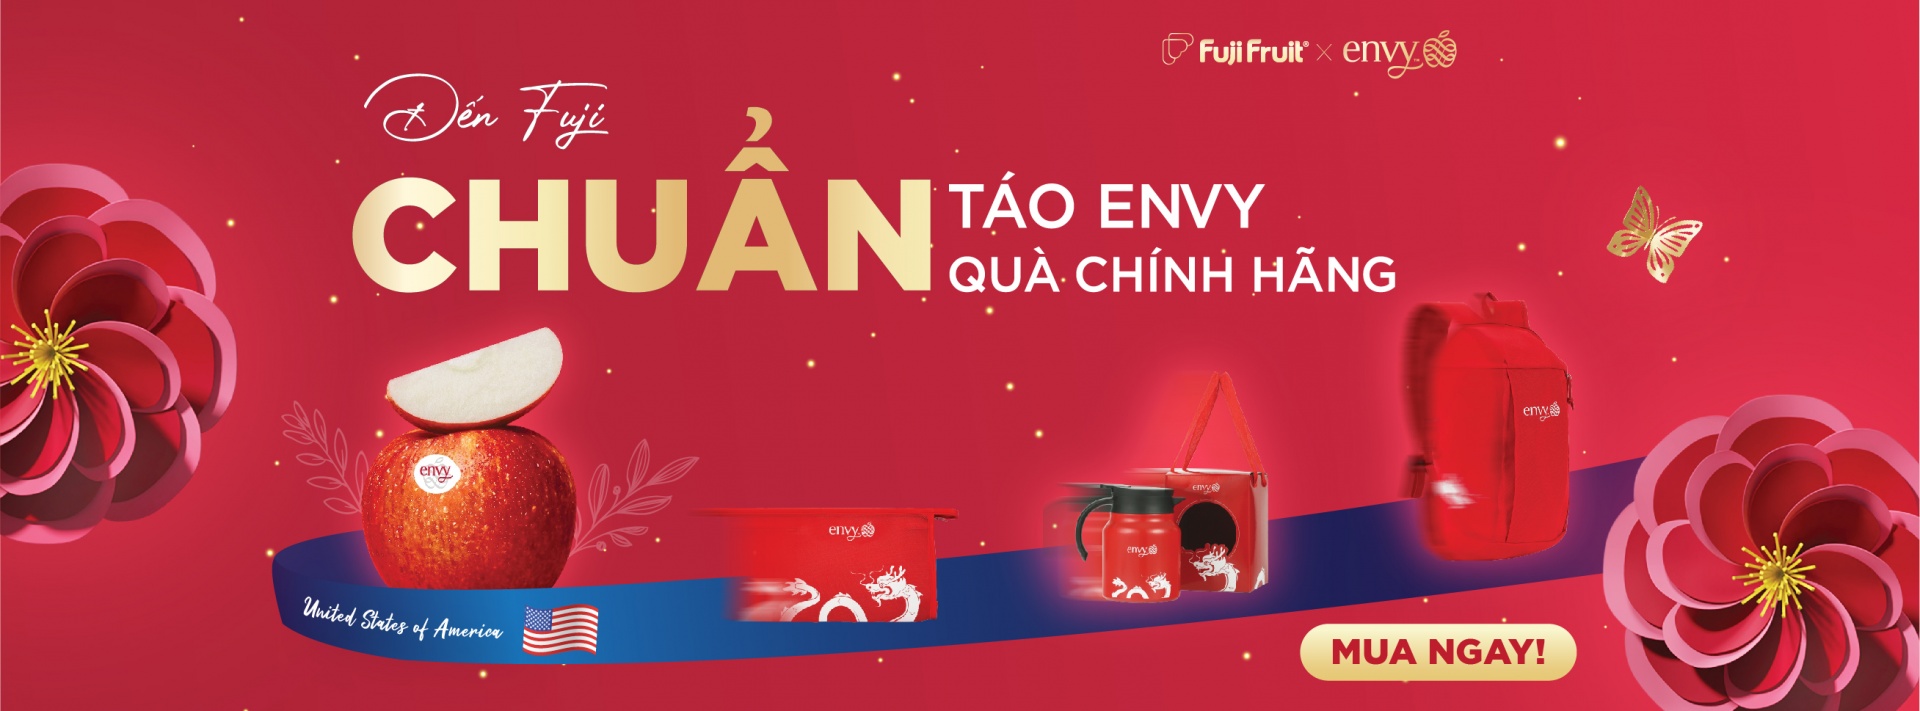 Fuji Fruit® × envy™
Đến Fuji
CHUẨN
TÁO ENVY
QUÀ CHÍNH HÃNG
envy
envy
envy
envy
envy
United States of America
MUA NGAY!